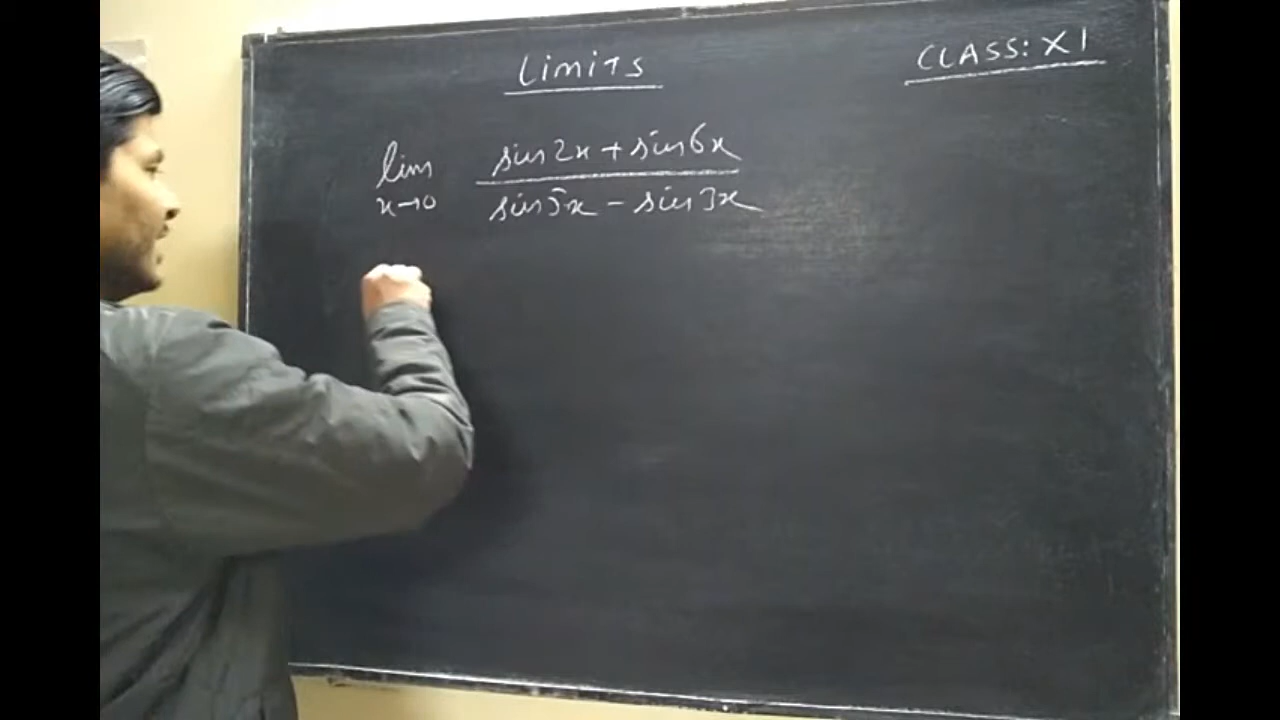 LimiTS
CLASS: XI
lim sin2x + sin6x
x→0 sin5x - sin3x